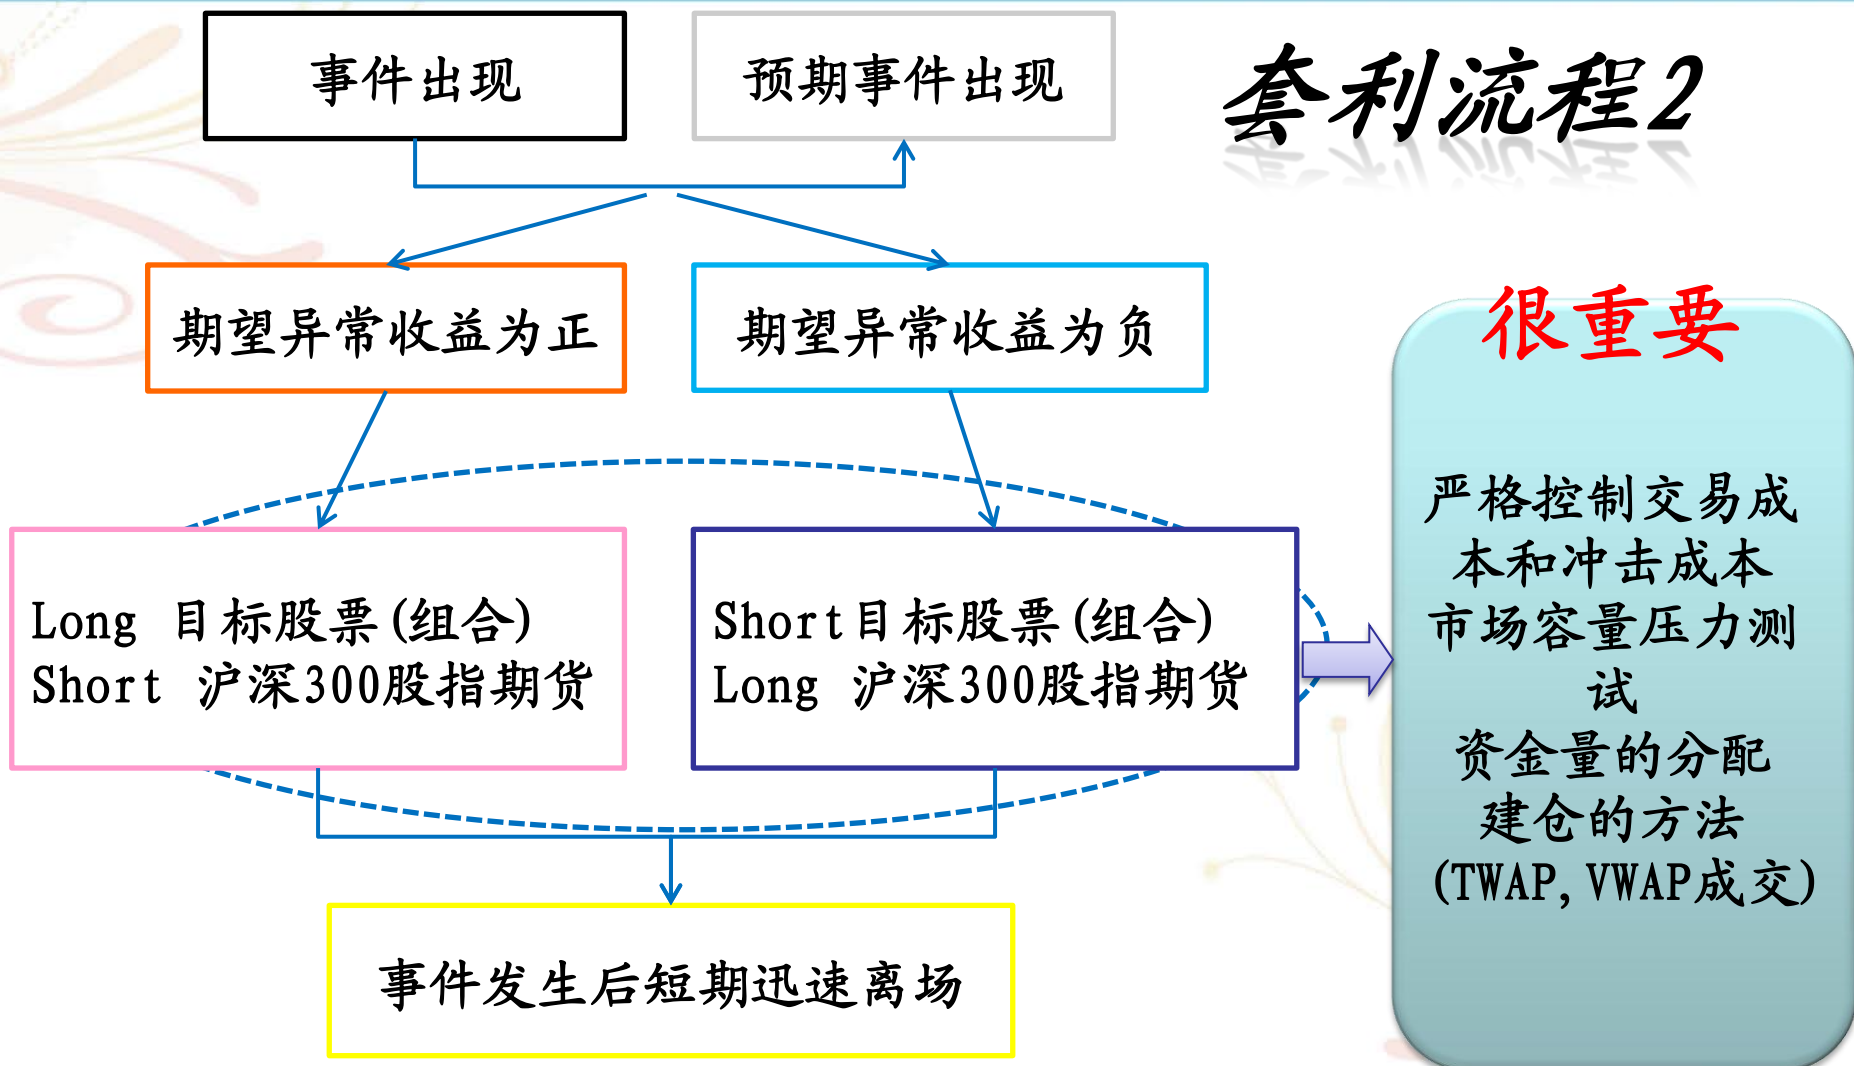 事件出现
预期事件出现
套利流程2
期望异常收益为正
期望异常收益为负
Long 目标股票(组合)
Short 沪深300股指期货
Short目标股票(组合)
Long 沪深300股指期货
事件发生后短期迅速离场
很重要
严格控制交易成
本和冲击成本
市场容量压力测
试
资金量的分配
建仓的方法
(TWAP,VWAP成交)